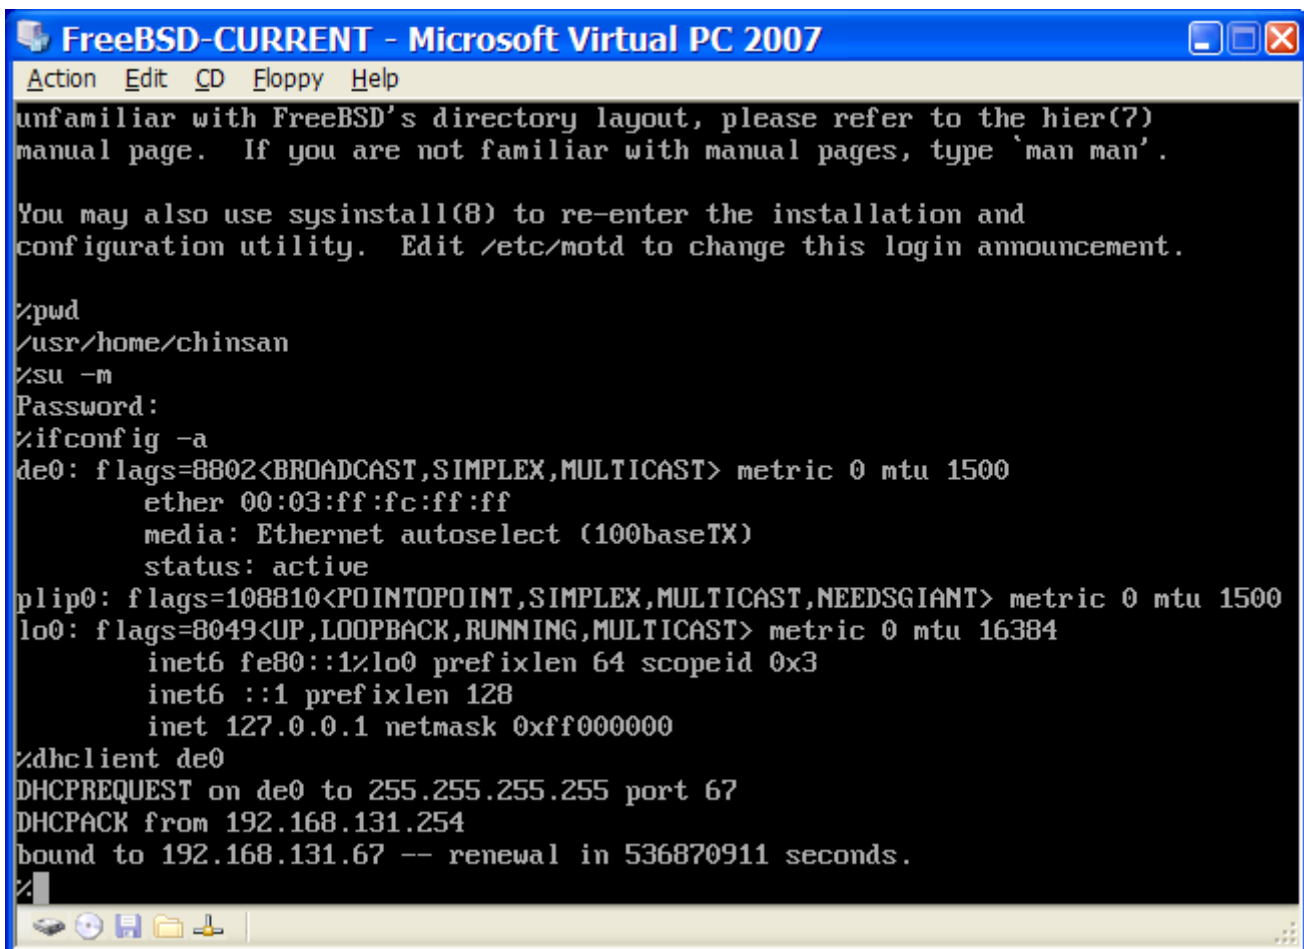 FreeBSD-CURRENT - Microsoft Virtual PC 2007
Action Edit CD Floppy Help
unfamiliar with FreeBSD's directory layout, please refer to the hier(7)
manual page.  If you are not familiar with manual pages, type `man man'.
You may also use sysinstall(8) to re-enter the installation and
configuration utility.  Edit /etc/motd to change this login announcement.
%pwd
/usr/home/chinsan
%su -m
Password:
%ifconfig -a
de0: flags=8802<BROADCAST,SIMPLEX,MULTICAST> metric 0 mtu 1500
ether 00:03:ff:fc:ff:ff
media: Ethernet autoselect (100baseTX)
status: active
plip0: flags=108810<POINTOPOINT,SIMPLEX,MULTICAST,NEEDSGIANT> metric 0 mtu 1500
lo0: flags=8049<UP,LOOPBACK,RUNNING,MULTICAST> metric 0 mtu 16384
inet6 fe80::1%lo0 prefixlen 64 scopeid 0x3
inet6 ::1 prefixlen 128
inet 127.0.0.1 netmask 0xff000000
%dhclient de0
DHCPREQUEST on de0 to 255.255.255.255 port 67
DHCPACK from 192.168.131.254
bound to 192.168.131.67 -- renewal in 536870911 seconds.
%